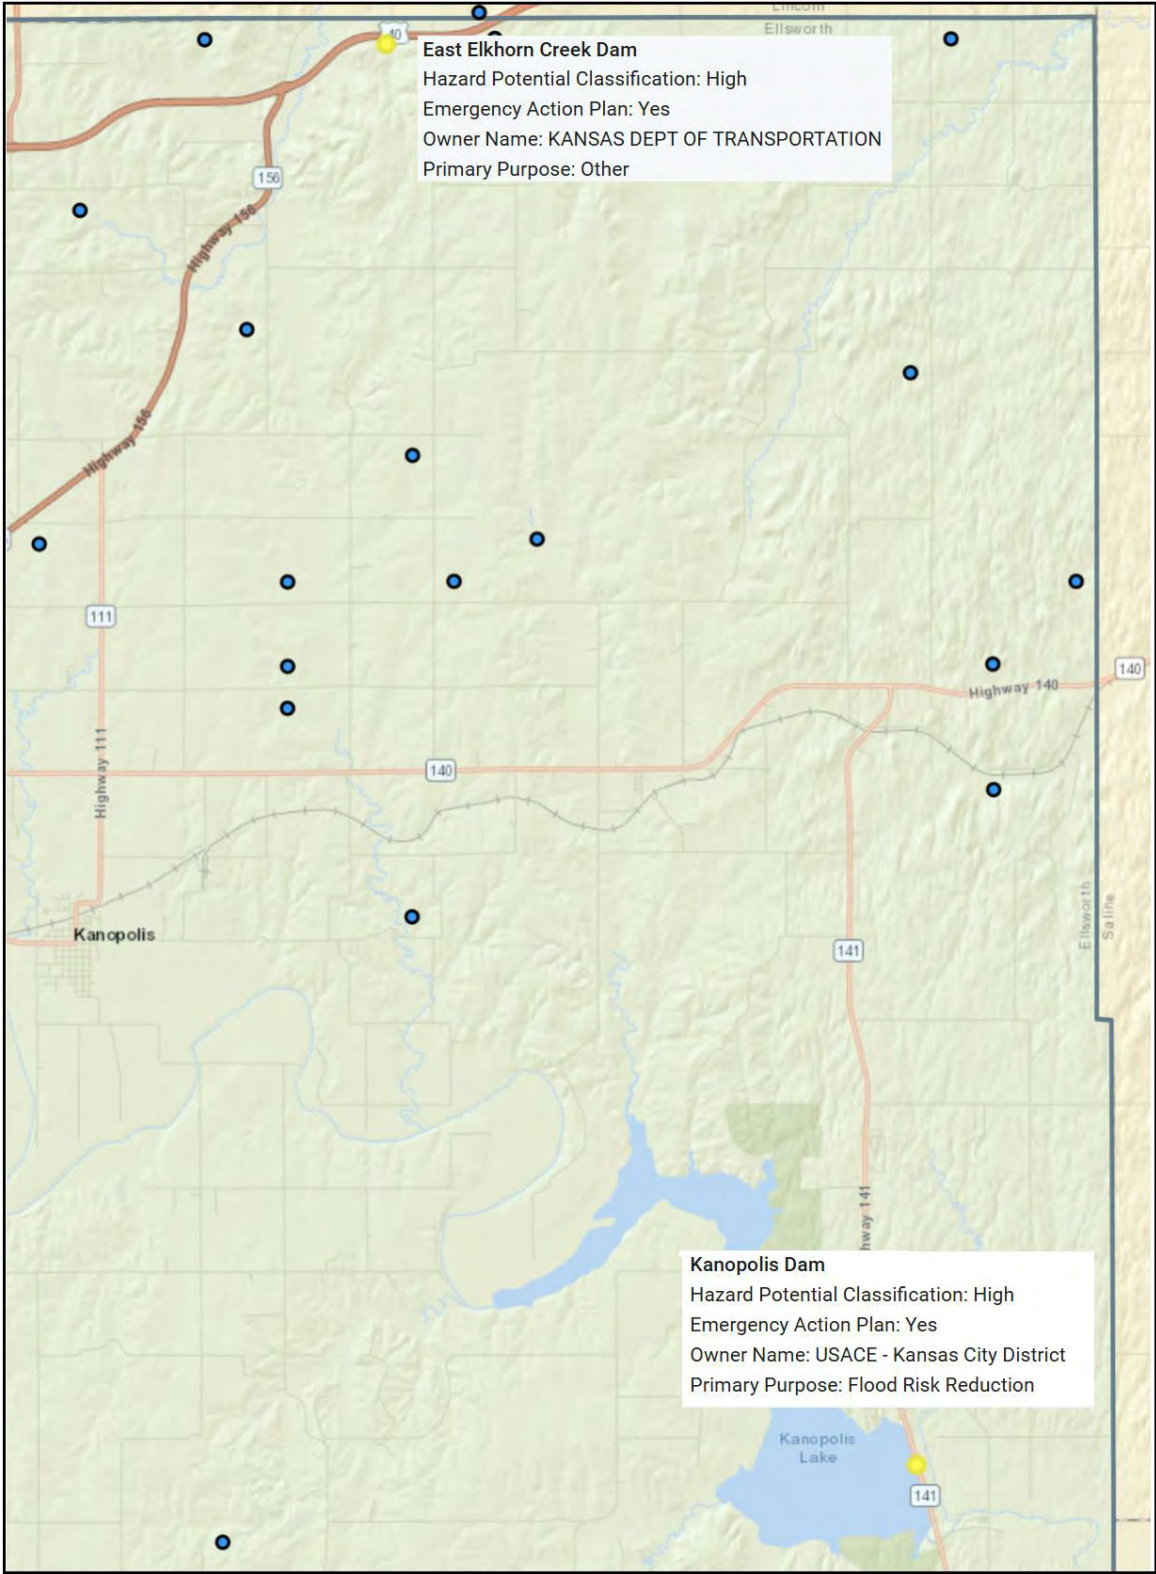 Lincoln
Ellsworth
40
East Elkhorn Creek Dam
Hazard Potential Classification: High
Emergency Action Plan: Yes
Owner Name: KANSAS DEPT OF TRANSPORTATION
Primary Purpose: Other
156
Highway 156
Highway 156
111
140
Highway 140
Highway 111
140
Ellsworth
Saline
Kanopolis
141
hway 141
Kanopolis Dam
Hazard Potential Classification: High
Emergency Action Plan: Yes
Owner Name: USACE - Kansas City District
Primary Purpose: Flood Risk Reduction
Kanopolis
Lake
141